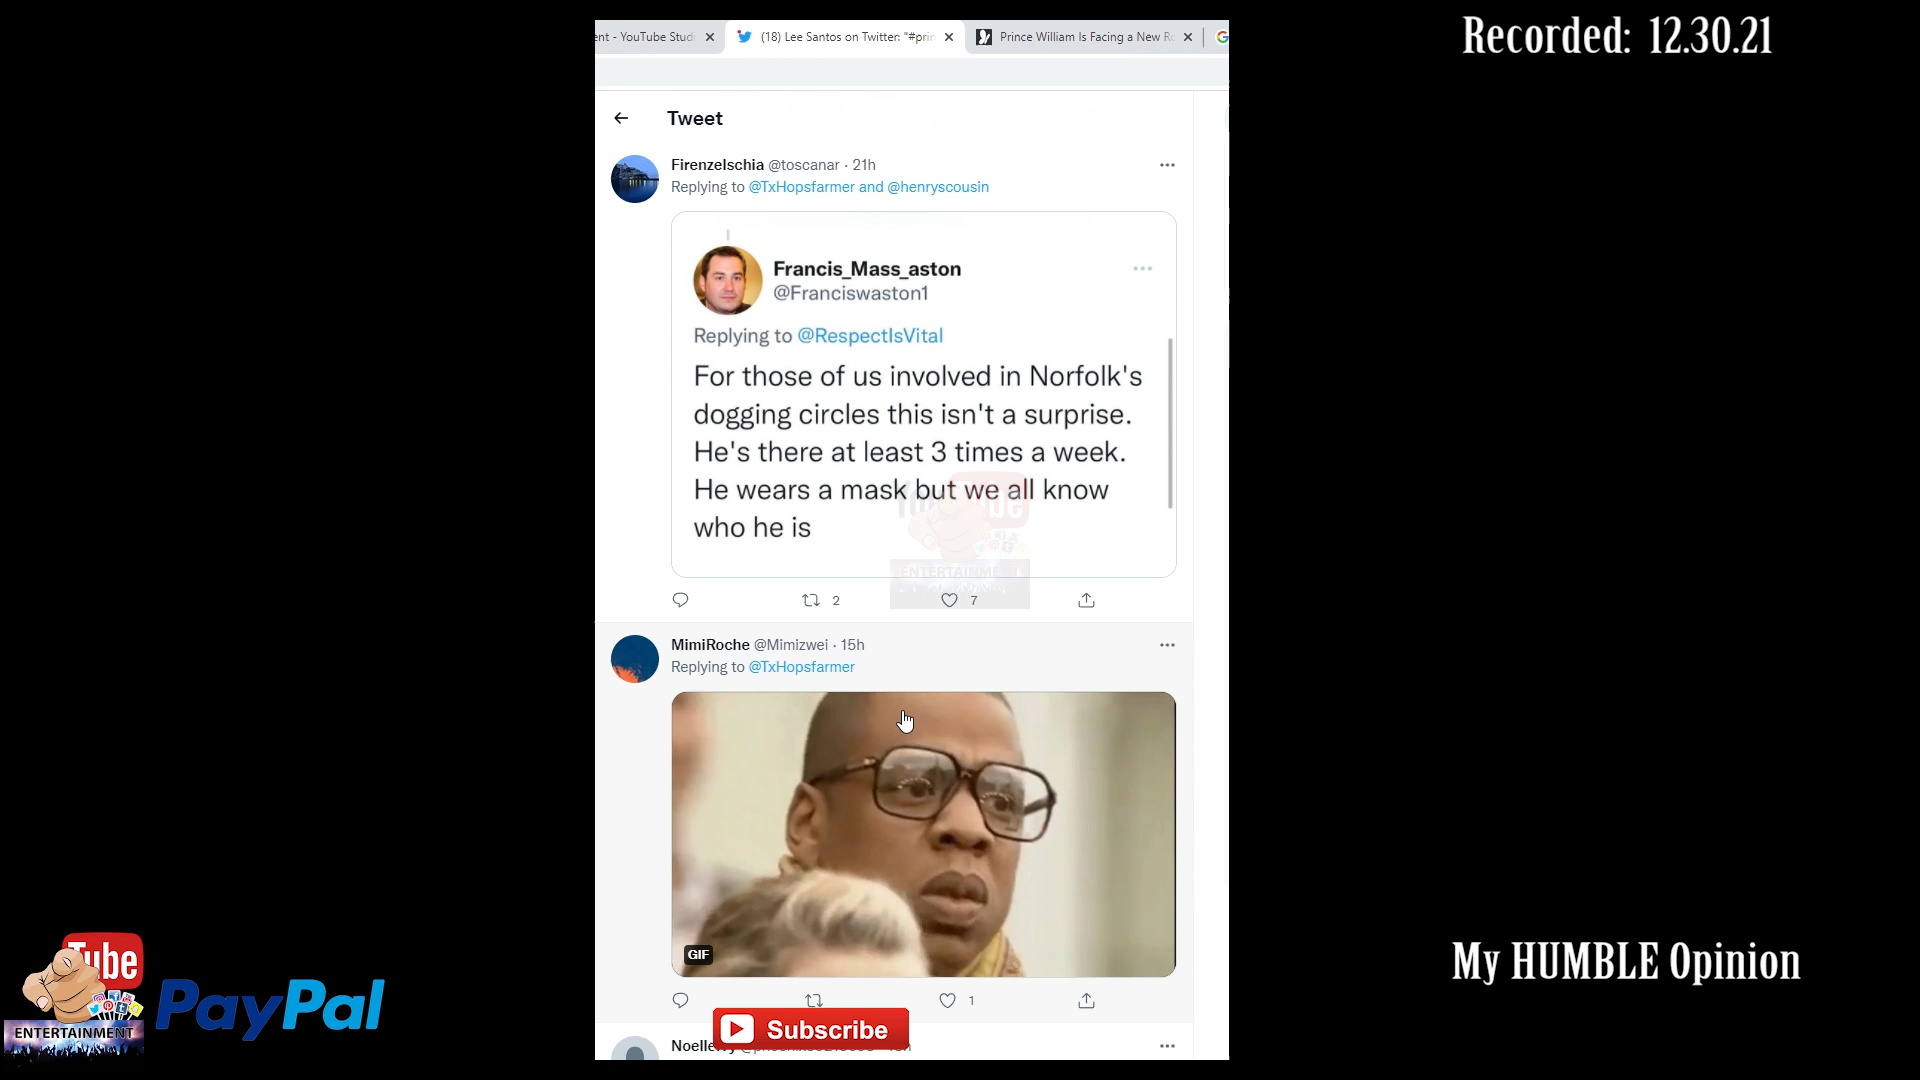 Recorded: 12.30.21
ent - YouTube Stud
(18) Lee Santos on Twitter: "#prin
Prince William Is Facing a New Ro
Tweet
FirenzeIschia @toscanar · 21h
Replying to @TxHopsfarmer and @henryscousin
Francis_Mass_aston
@Franciswaston1
Replying to @RespectIsVital
For those of us involved in Norfolk's
dogging circles this isn't a surprise.
He's there at least 3 times a week.
He wears a mask but we all know
who he is
ENTERTAINMENT
2
7
MimiRoche @Mimizwei · 15h
Replying to @TxHopsfarmer
GIF
1
Subscribe
Tube
ENTERTAINMENT
PayPal
My HUMBLE Opinion